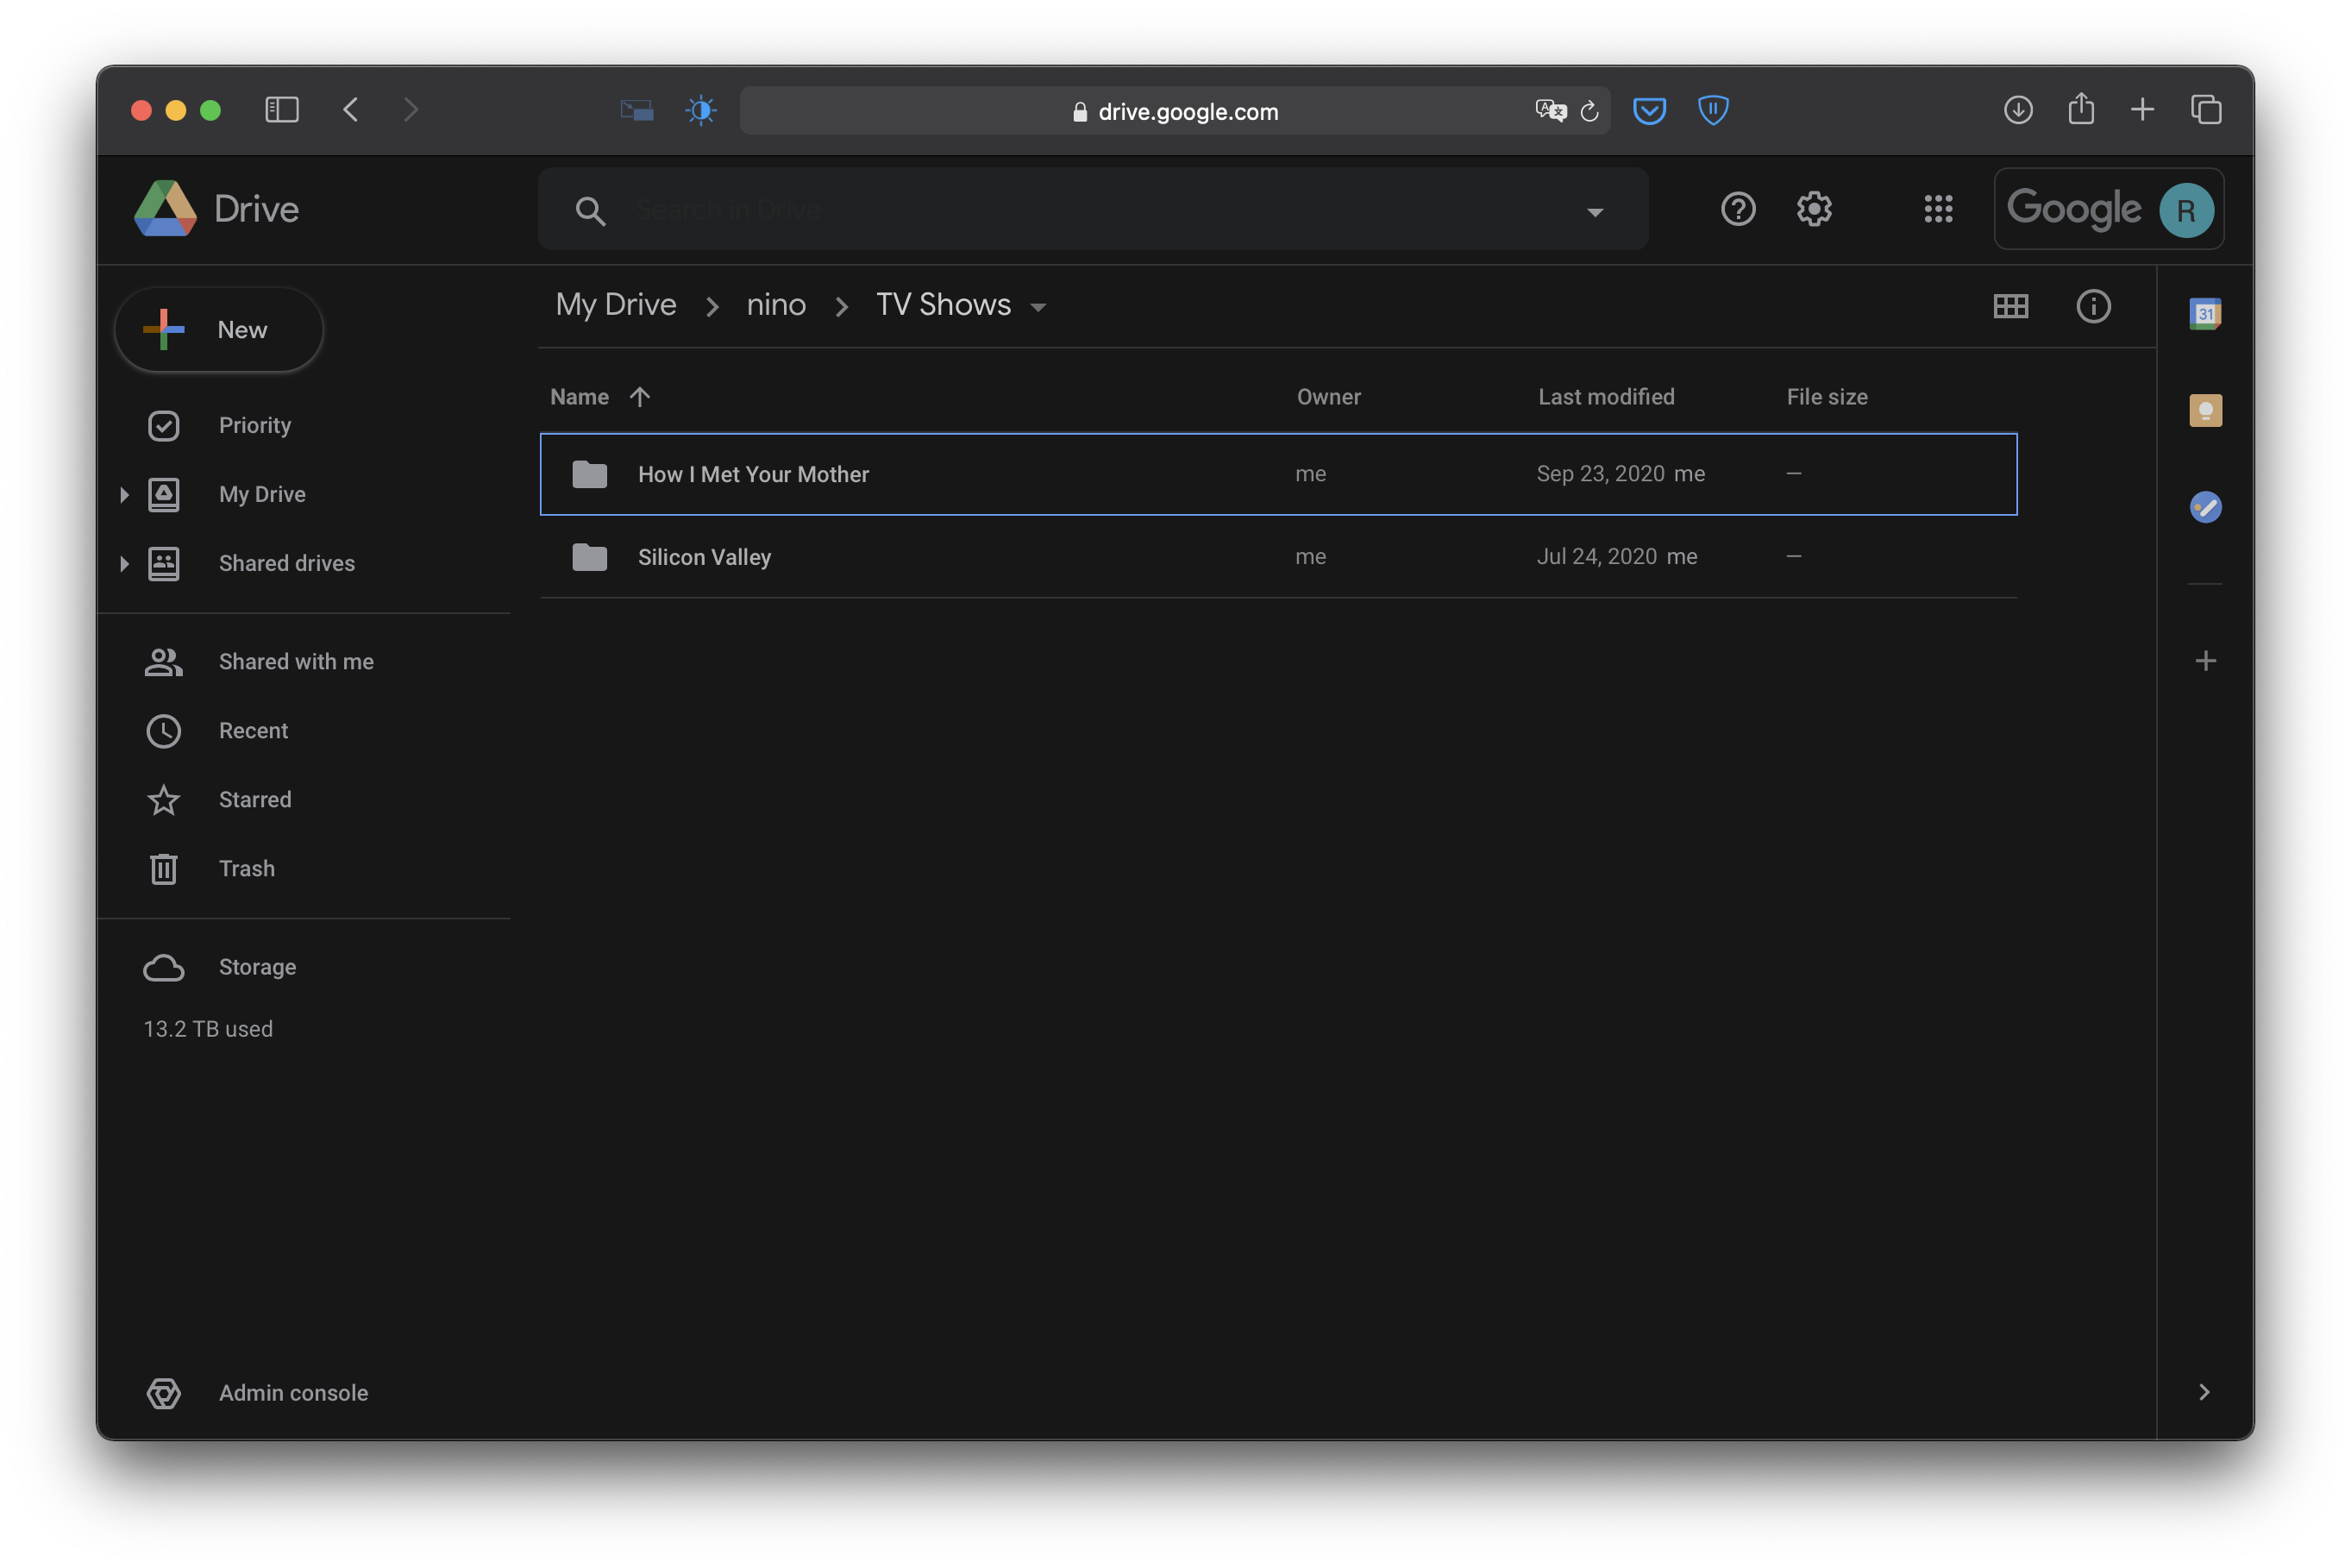 drive.google.com
Drive
Search in Drive
Google R
New
My Drive nino TV Shows
31
Name Owner Last modified File size
Priority
How I Met Your Mother me Sep 23, 2020 me —
My Drive
Silicon Valley me Jul 24, 2020 me —
Shared drives
Shared with me
Recent
Starred
Trash
Storage
13.2 TB used
Admin console